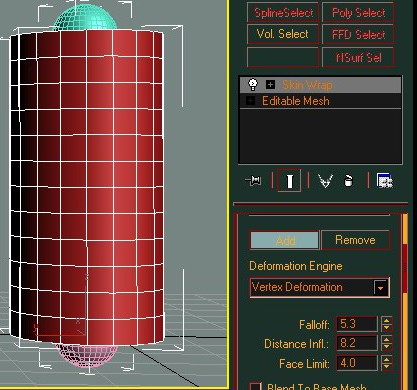 SplineSelect Poly Select
Vol. Select FFD Select
Surf Sel
Skin Wrap
Editable Mesh
Add Remove
Deformation Engine
Vertex Deformation
Falloff: 5.3
Distance Infl.: 8.2
Face Limit: 4.0
Blend To Base Mesh